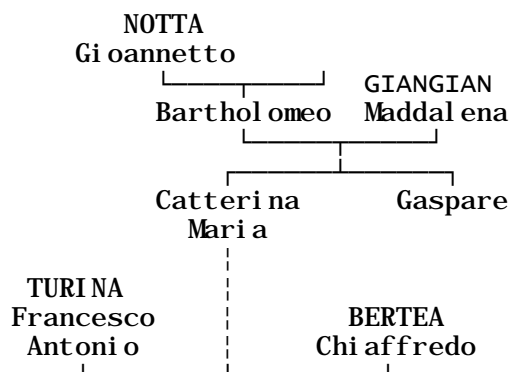 NOTTA
Gioannetto
GIANGIAN
Bartholomeo Maddalena
Catterina Gaspare
Maria
TURINA
Francesco BERTEA
Antonio Chiaffredo